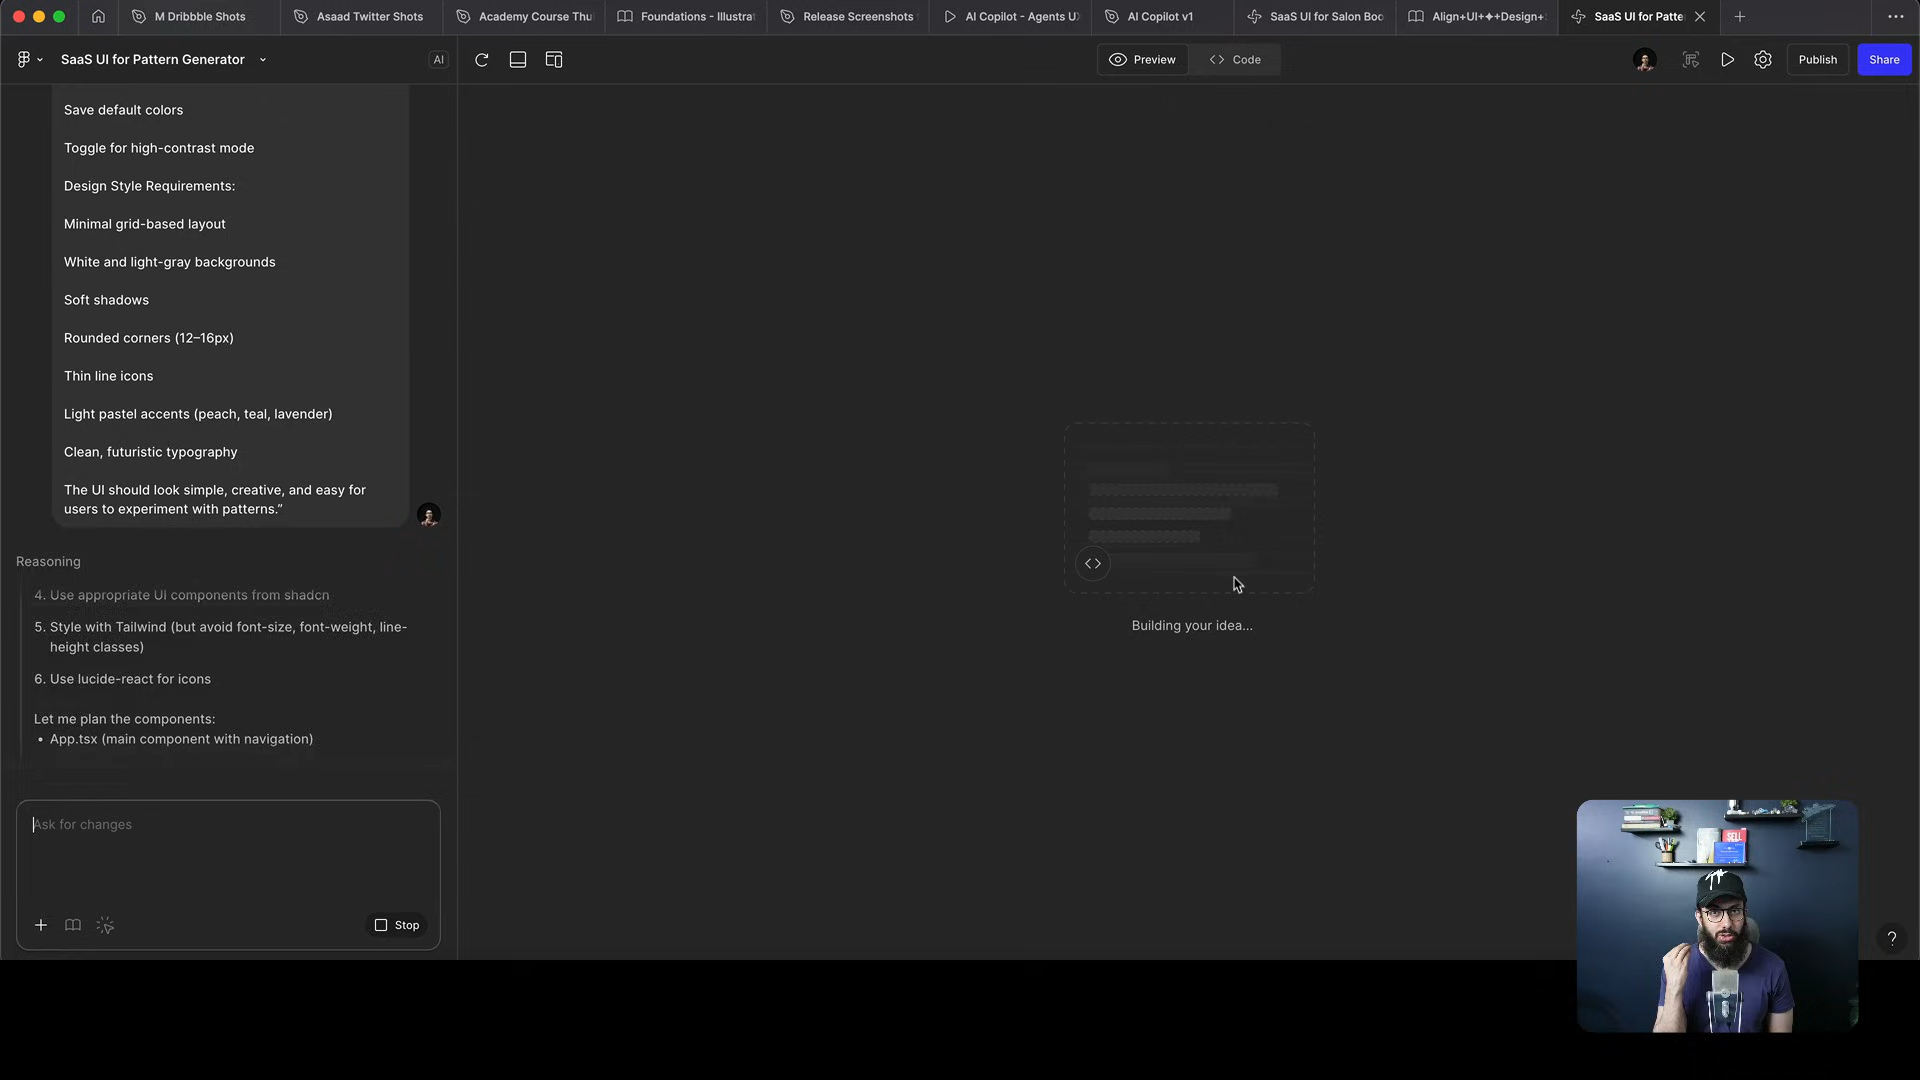 M Dribbble Shots
Asaad Twitter Shots
Academy Course Thu
Foundations - Illustrat
Release Screenshots
AI Copilot - Agents UX
AI Copilot v1
SaaS UI for Salon Boo
Align+UI+✦+Design+
SaaS UI for Patte
SaaS UI for Pattern Generator
AI
Preview
Code
Publish
Share
Save default colors
Toggle for high-contrast mode
Design Style Requirements:
Minimal grid-based layout
White and light-gray backgrounds
Soft shadows
Rounded corners (12–16px)
Thin line icons
Light pastel accents (peach, teal, lavender)
Clean, futuristic typography
The UI should look simple, creative, and easy for
users to experiment with patterns.”
Reasoning
4. Use appropriate UI components from shadcn
5. Style with Tailwind (but avoid font-size, font-weight, line-
height classes)
6. Use lucide-react for icons
Let me plan the components:
• App.tsx (main component with navigation)
Ask for changes
Stop
Building your idea...
SELL
?